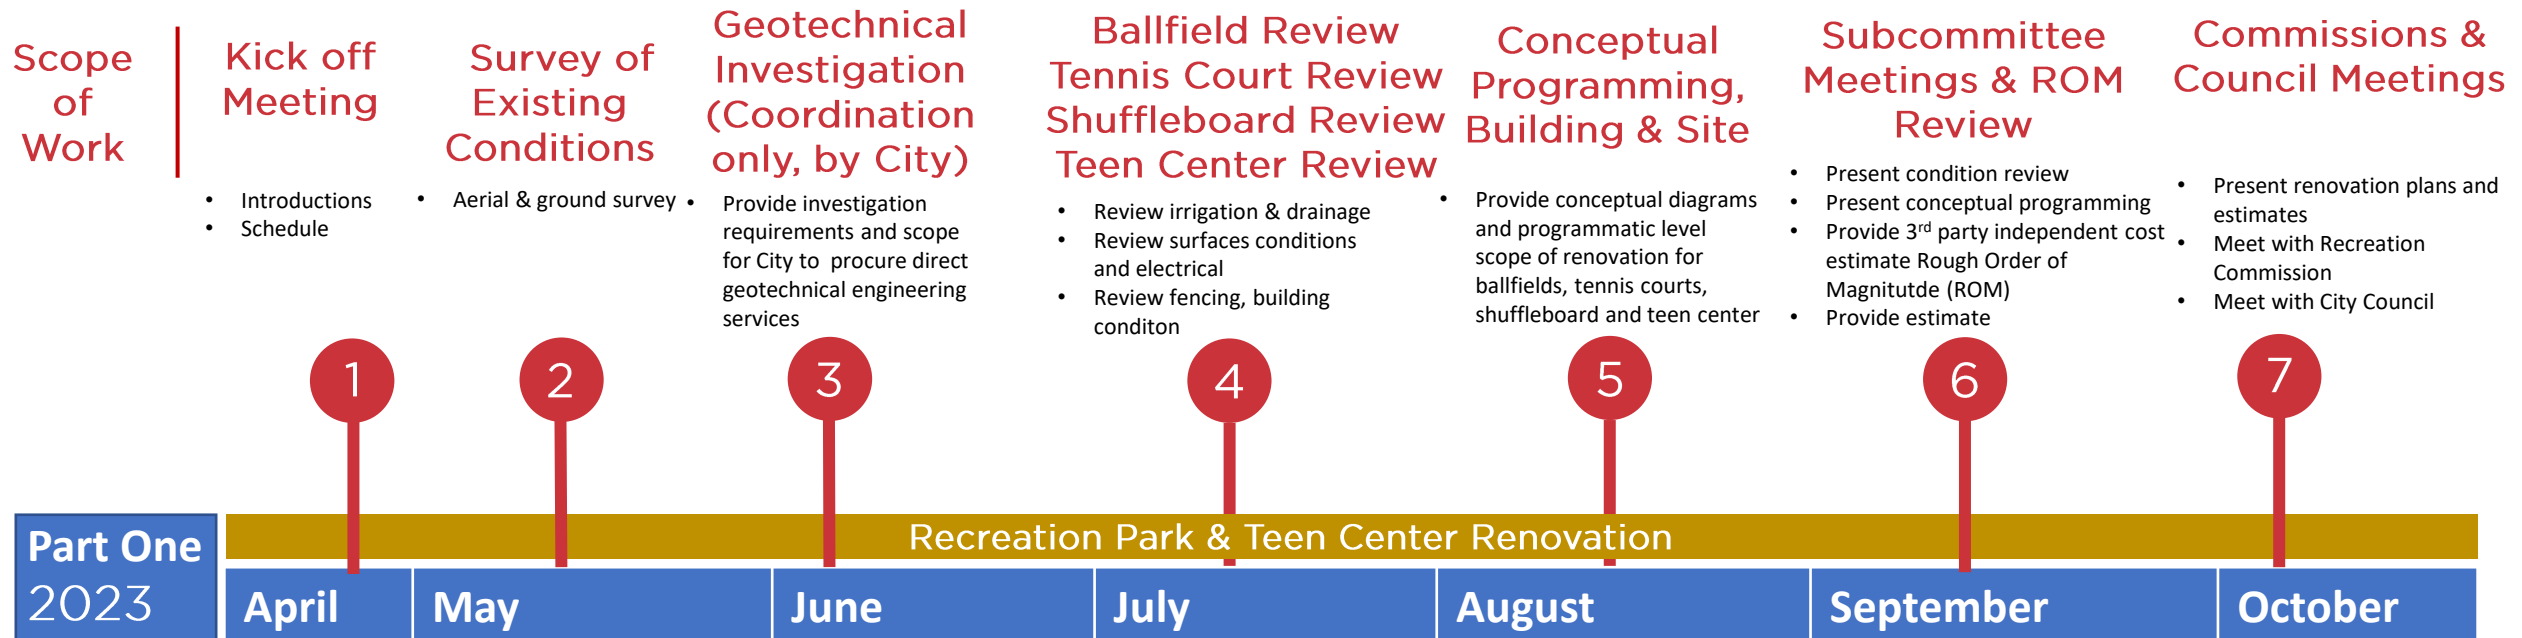 Scope
of
Work
Kick off
Meeting
• Introductions
• Schedule
Survey of
Existing
Conditions
• Aerial & ground survey
Geotechnical
Investigation
(Coordination
only, by City)
• Provide investigation
requirements and scope
for City to procure direct
geotechnical engineering
services
Ballfield Review
Tennis Court Review
Shuffleboard Review
Teen Center Review
• Review irrigation & drainage
• Review surfaces conditions
and electrical
• Review fencing, building
conditon
Conceptual
Programming,
Building & Site
• Provide conceptual diagrams
and programmatic level
scope of renovation for
ballfields, tennis courts,
shuffleboard and teen center
Subcommittee
Meetings & ROM
Review
• Present condition review
• Present conceptual programming
• Provide 3rd party independent cost
estimate Rough Order of
Magnitutde (ROM)
• Provide estimate
Commissions &
Council Meetings
• Present renovation plans and
estimates
• Meet with Recreation
Commission
• Meet with City Council
1
2
3
4
5
6
7
Recreation Park & Teen Center Renovation
Part One
2023
April
May
June
July
August
September
October